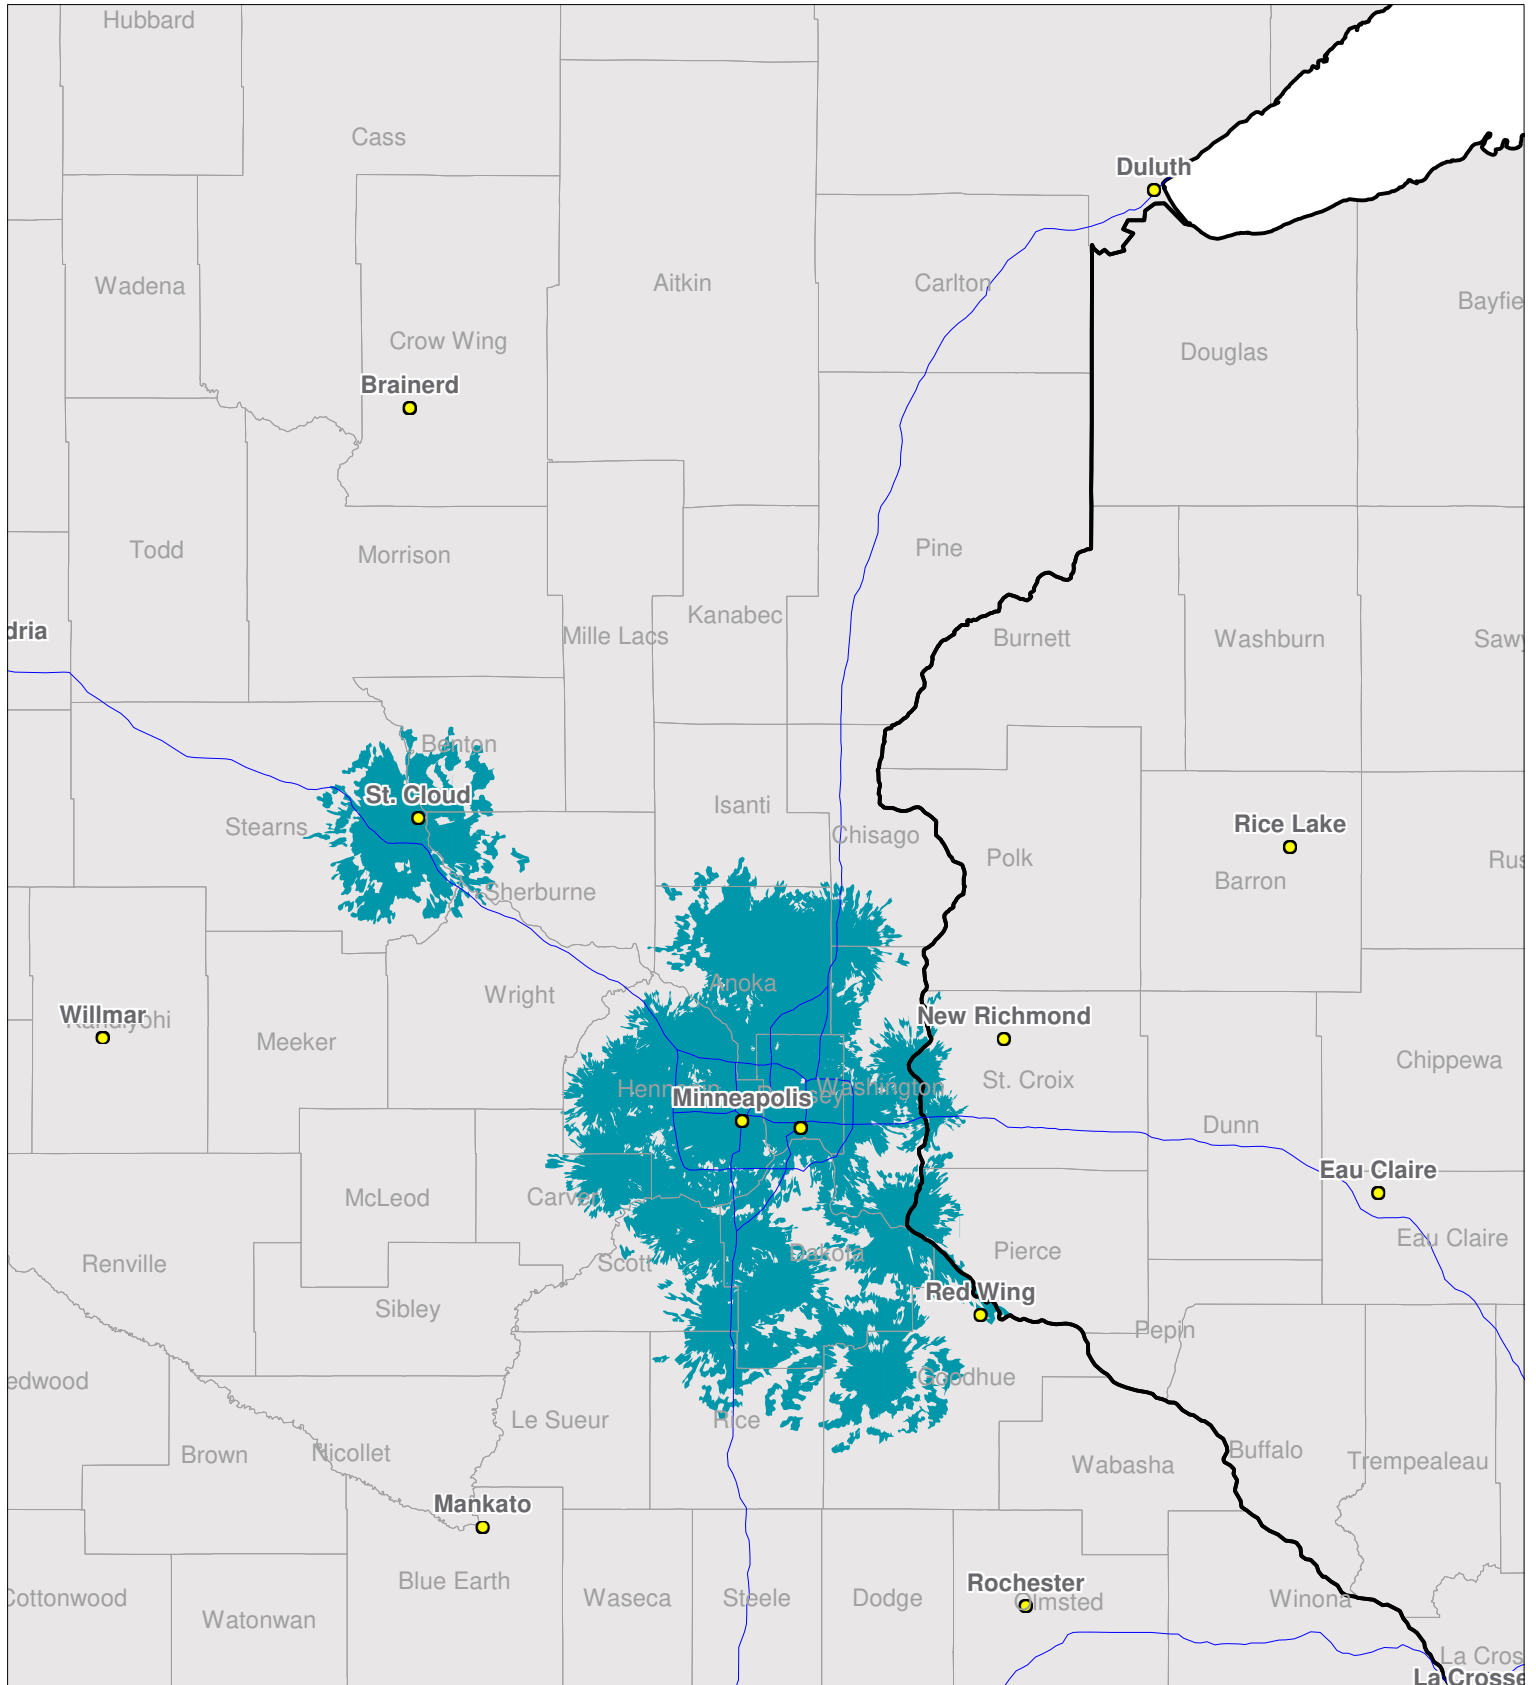 Hubbard
Cass
Duluth
Wadena
Aitkin
Carlton
Bayfie
Crow Wing
Douglas
Brainerd
Todd
Morrison
Pine
Kanabec
dria
Mille Lacs
Burnett
Washburn
Sawy
Benton
St. Cloud
Isanti
Stearns
Chisago
Rice Lake
Polk
Rus
Barron
Sherburne
Anoka
Wright
Willmar
Kandiyohi
New Richmond
Meeker
Chippewa
St. Croix
Hennepin
Ramsey
Washington
Minneapolis
Dunn
Eau Claire
McLeod
Carver
Eau Claire
Renville
Scott
Dakota
Pierce
Red Wing
Sibley
Pepin
edwood
Goodhue
Le Sueur
Rice
Brown
Nicollet
Buffalo
Wabasha
Trempealeau
Mankato
Blue Earth
Rochester
Cottonwood
Waseca
Steele
Dodge
Olmsted
Winona
Watonwan
La Cros
La Crosse